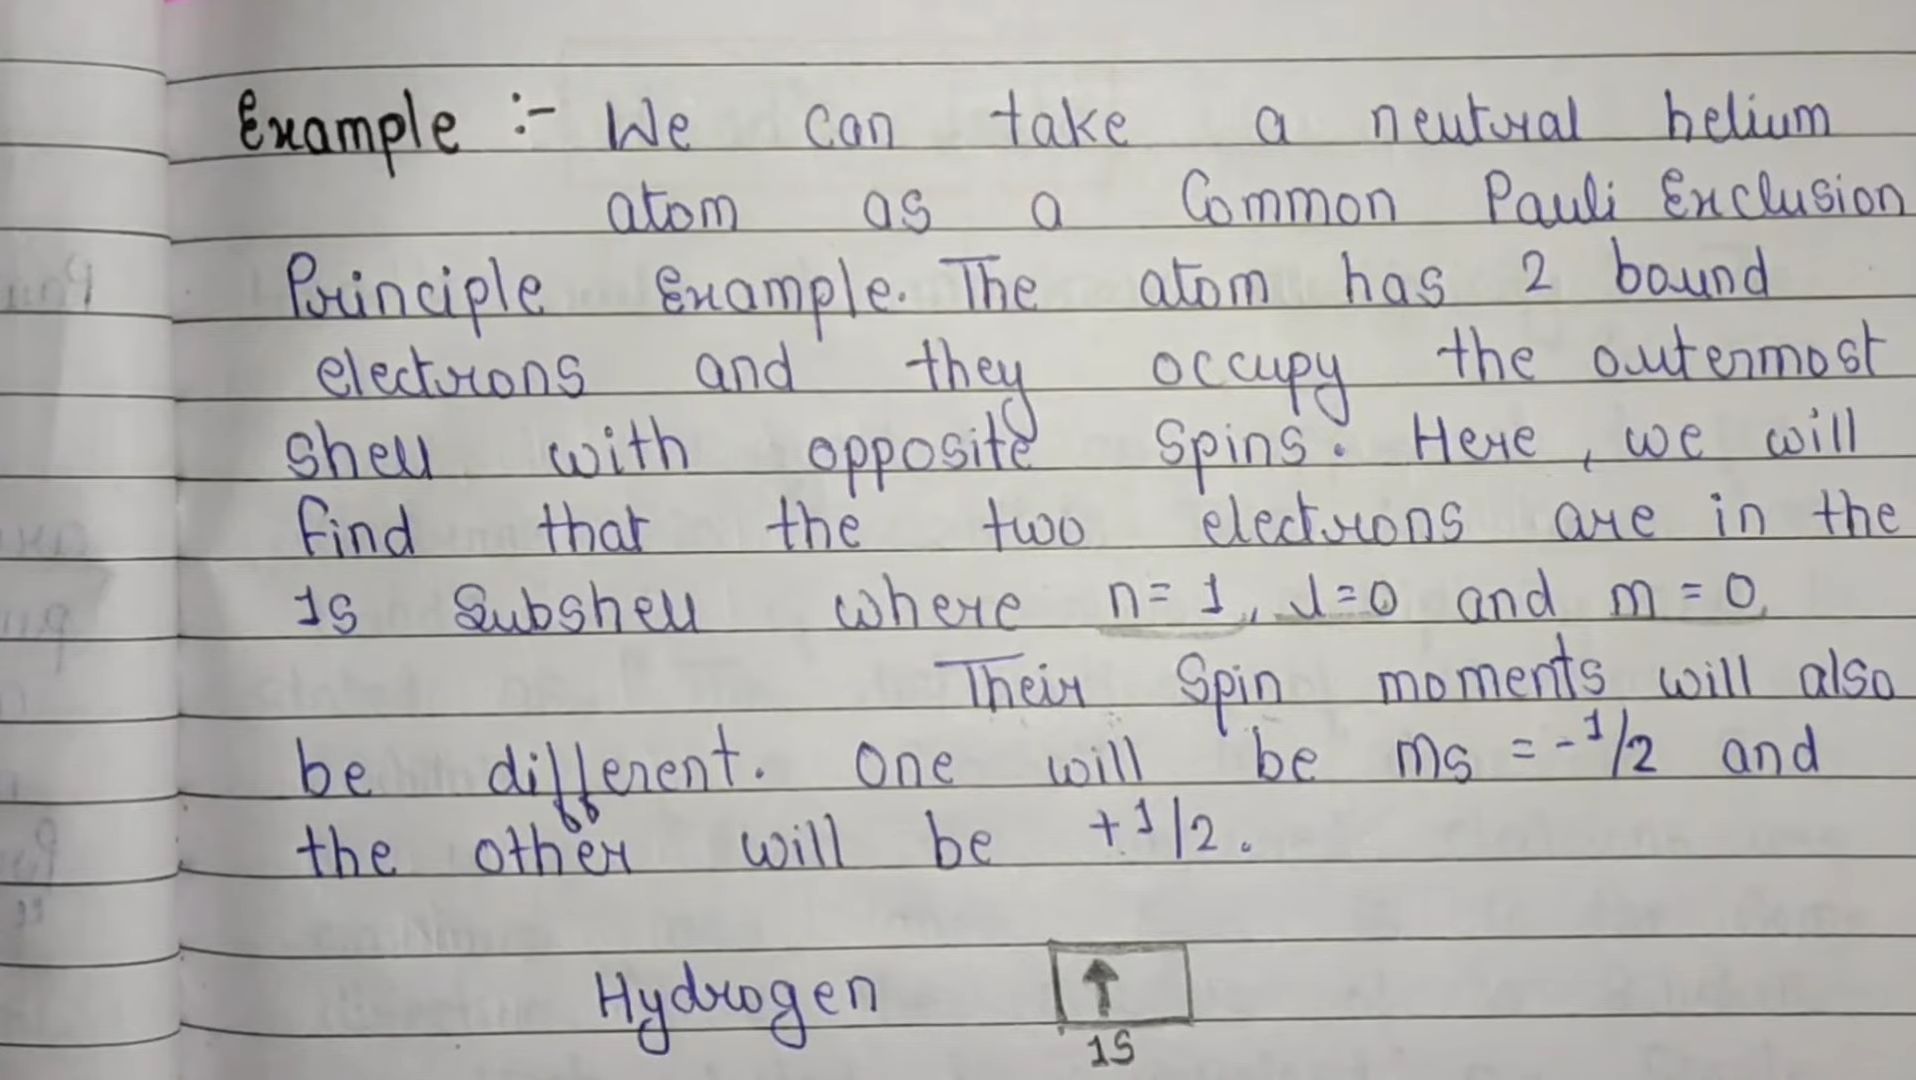 Example :- We can take a neutral helium
atom as a Common Pauli Exclusion
Principle Example. The atom has 2 bound
electrons and they occupy the outermost
shell with opposite Spins. Here, we will
find that the two electrons are in the
1s Subshell where n=1, l=0 and m=0
Their Spin moments will also
be different. One will be ms = -1/2 and
the other will be +1/2.
Hydrogen ↑
1S